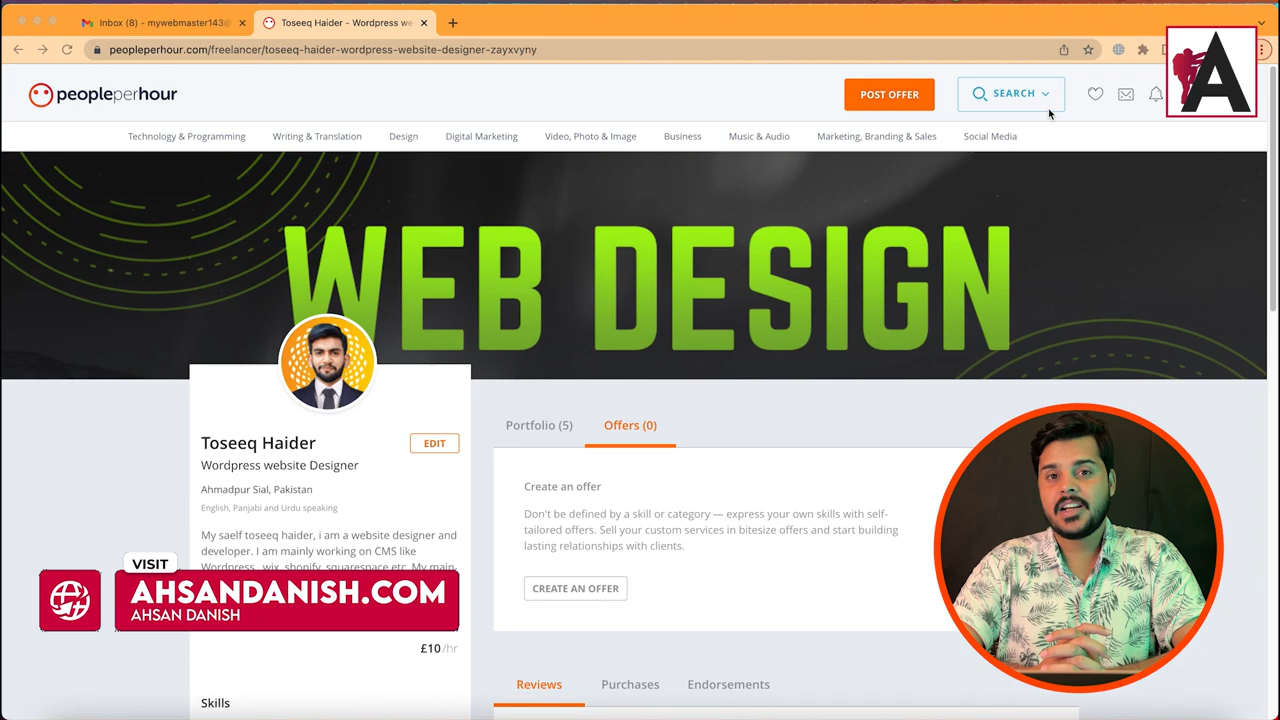 Inbox (8) - mywebmaster143@
Toseeq Haider - Wordpress we
peopleperhour.com/freelancer/toseeq-haider-wordpress-website-designer-zayxvyny
A
peopleperhour
POST OFFER
SEARCH
Technology & Programming
Writing & Translation
Design
Digital Marketing
Video, Photo & Image
Business
Music & Audio
Marketing, Branding & Sales
Social Media
WEB DESIGN
Toseeq Haider
EDIT
Wordpress website Designer
Ahmadpur Sial, Pakistan
English, Panjabi and Urdu speaking
My saelf toseeq haider, i am a website designer and
developer. I am mainly working on CMS like
Wordpress, wix, shopify, squarespace etc. My main
VISIT
AHSANDANISH.COM
AHSAN DANISH
£10/hr
Skills
Portfolio (5)
Offers (0)
Create an offer
Don't be defined by a skill or category — express your own skills with self-
tailored offers. Sell your custom services in bitesize offers and start building
lasting relationships with clients.
CREATE AN OFFER
Reviews
Purchases
Endorsements